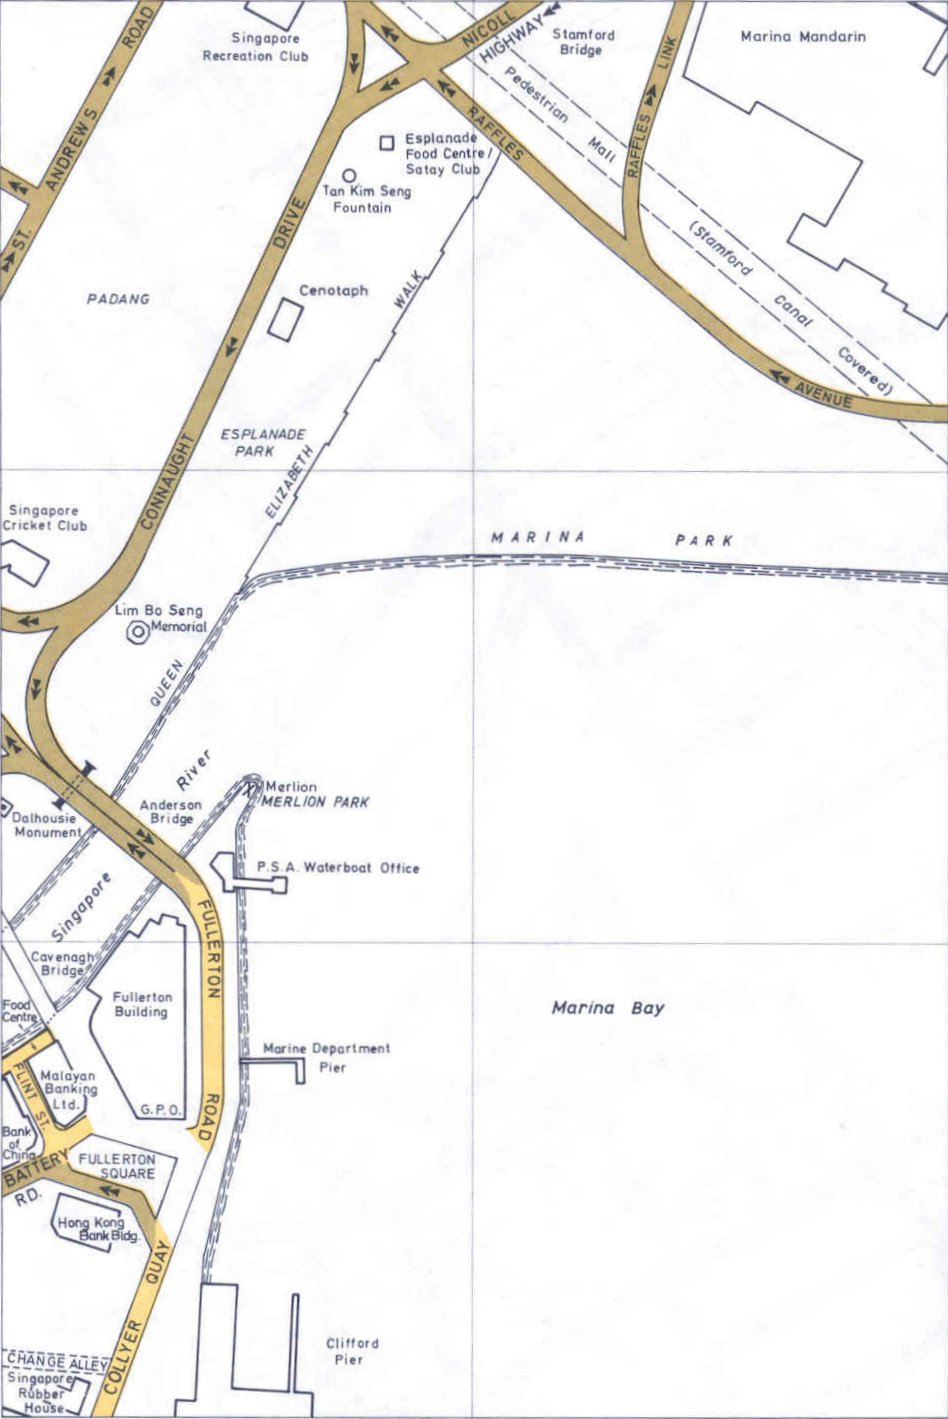 ROAD
Singapore
Recreation Club
NICOLL
HIGHWAY
Stamford
Bridge
LINK
Marina Mandarin
ANDREWS
RAFFLES
Pedestrian
Mall
RAFFLES
Esplanade
Food Centre/
Satay Club
Tan Kim Seng
Fountain
ST.
DRIVE
(Stamford
Canal
Covered)
PADANG
Cenotaph
WALK
AVENUE
ESPLANADE
PARK
CONNAUGHT
ELIZABETH
Singapore
Cricket Club
MARINA PARK
Lim Bo Seng
Memorial
QUEEN
River
Merlion
MERLION PARK
Anderson
Bridge
Dalhousie
Monument
P.S.A. Waterboat Office
Singapore
FULLERTON
Cavenagh
Bridge
Fullerton
Building
Food
Centre
Marina Bay
Marine Department
Pier
Malayan
Banking
Ltd.
FLINT ST.
G.P.O.
ROAD
Bank
of
China
BATTERY
RD.
FULLERTON
SQUARE
Hong Kong
Bank Bldg.
QUAY
COLLYER
Clifford
Pier
CHANGE ALLEY
Singapore
Rubber
House